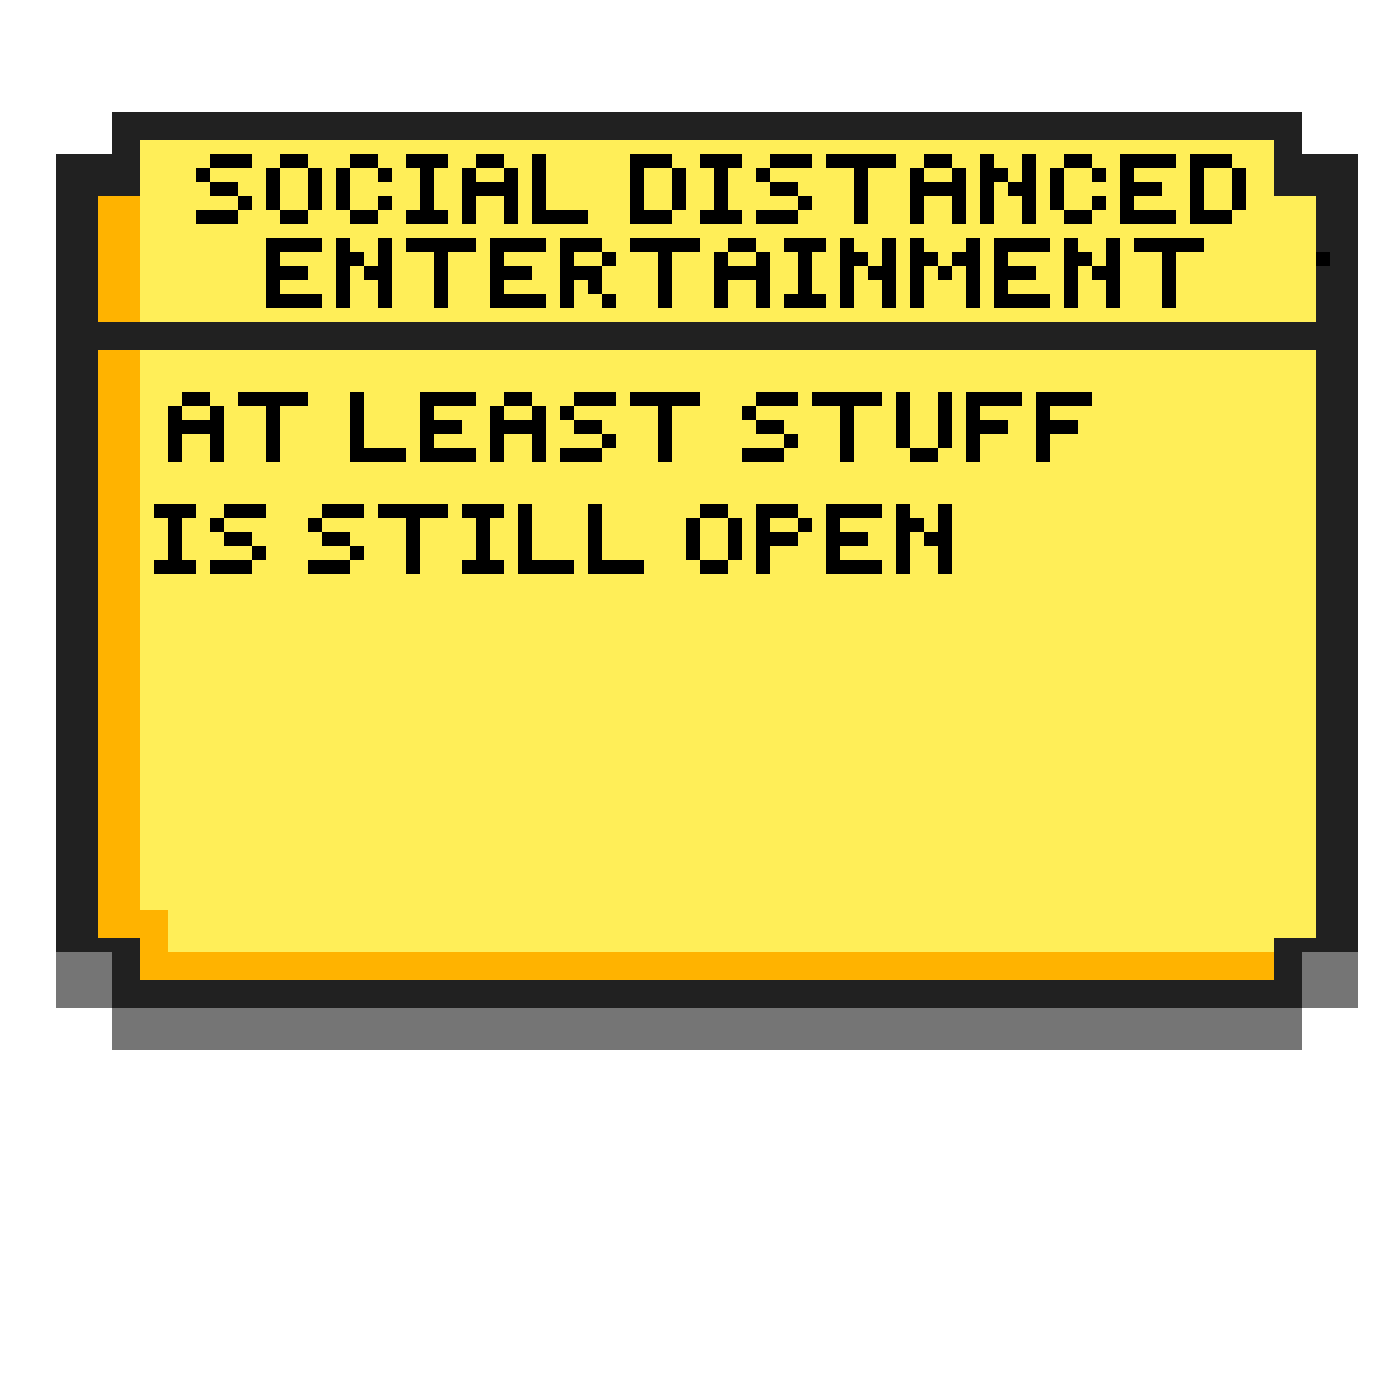 SOCIAL DISTANCED
ENTERTAINMENT
AT LEAST STUFF
IS STILL OPEN